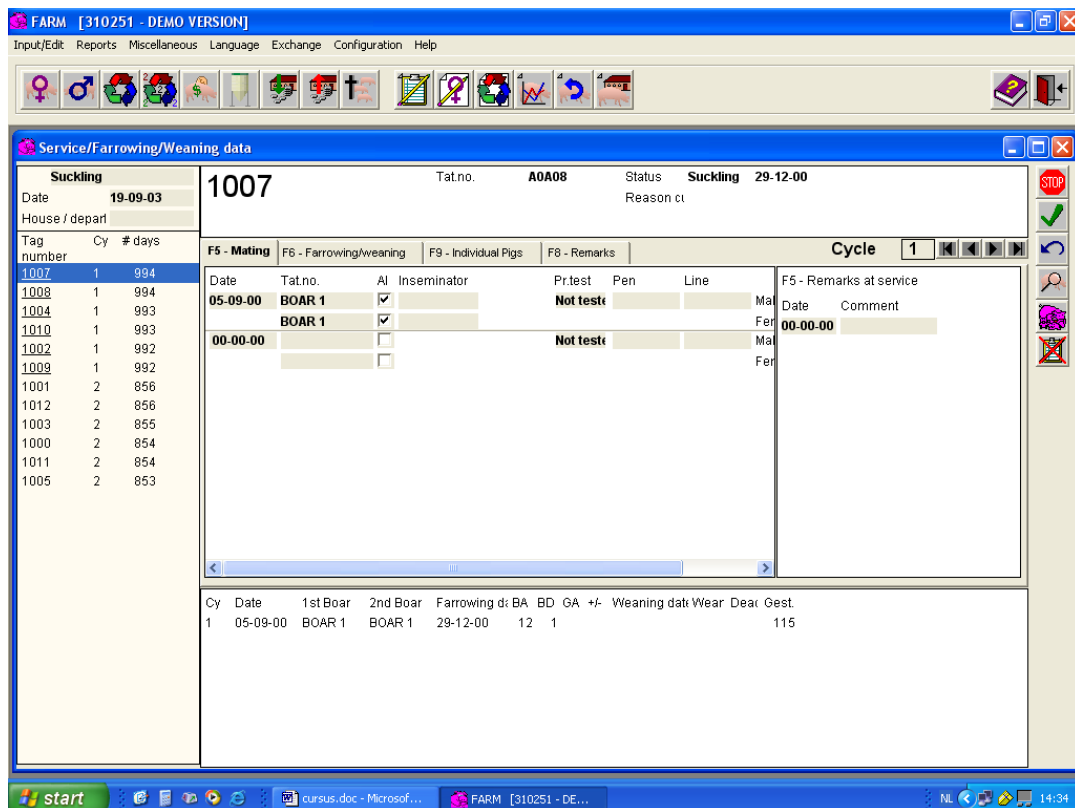 FARM [310251 - DEMO VERSION]
Input/Edit Reports Miscellaneous Language Exchange Configuration Help
Service/Farrowing/Weaning data
Suckling
Date 19-09-03
House / depart
Tag number Cy # days
1007 1 994
1008 1 994
1004 1 993
1010 1 993
1002 1 992
1009 1 992
1001 2 856
1012 2 856
1003 2 855
1000 2 854
1011 2 854
1005 2 853
1007 Tat.no. A0A08 Status Suckling 29-12-00
Reason cu
F5 - Mating F6 - Farrowing/weaning F9 - Individual Pigs F8 - Remarks Cycle 1
Date Tat.no. AI Inseminator Pr.test Pen Line
05-09-00 BOAR 1 Not teste Mal
BOAR 1 Fer
00-00-00 Not teste Mal
Fer
F5 - Remarks at service
Date Comment
00-00-00
Cy Date 1st Boar 2nd Boar Farrowing da BA BD GA +/- Weaning date Wear Deac Gest.
1 05-09-00 BOAR 1 BOAR 1 29-12-00 12 1 115
STOP
start cursus.doc - Microsof... FARM [310251 - DE... NL 14:34